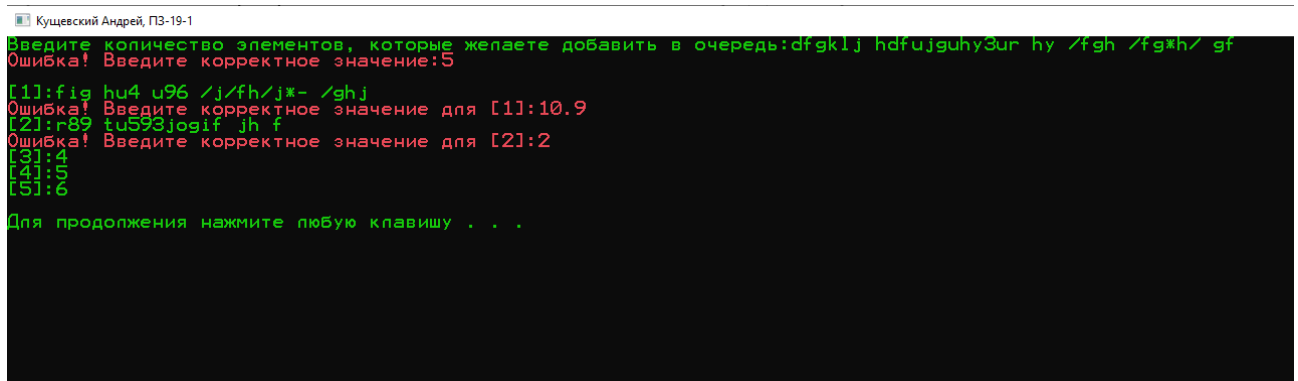 Кущевский Андрей, ПЗ-19-1
Введите количество элементов, которые желаете добавить в очередь:dfgklj hdfujguhy3ur hy /fgh /fg*h/ gf
Ошибка! Введите корректное значение:5
[1]:fig hu4 u96 /j/fh/j*- /ghj
Ошибка! Введите корректное значение для [1]:10.9
[2]:r89 tu593jogif jh f
Ошибка! Введите корректное значение для [2]:2
[3]:4
[4]:5
[5]:6
Для продолжения нажмите любую клавишу . . .